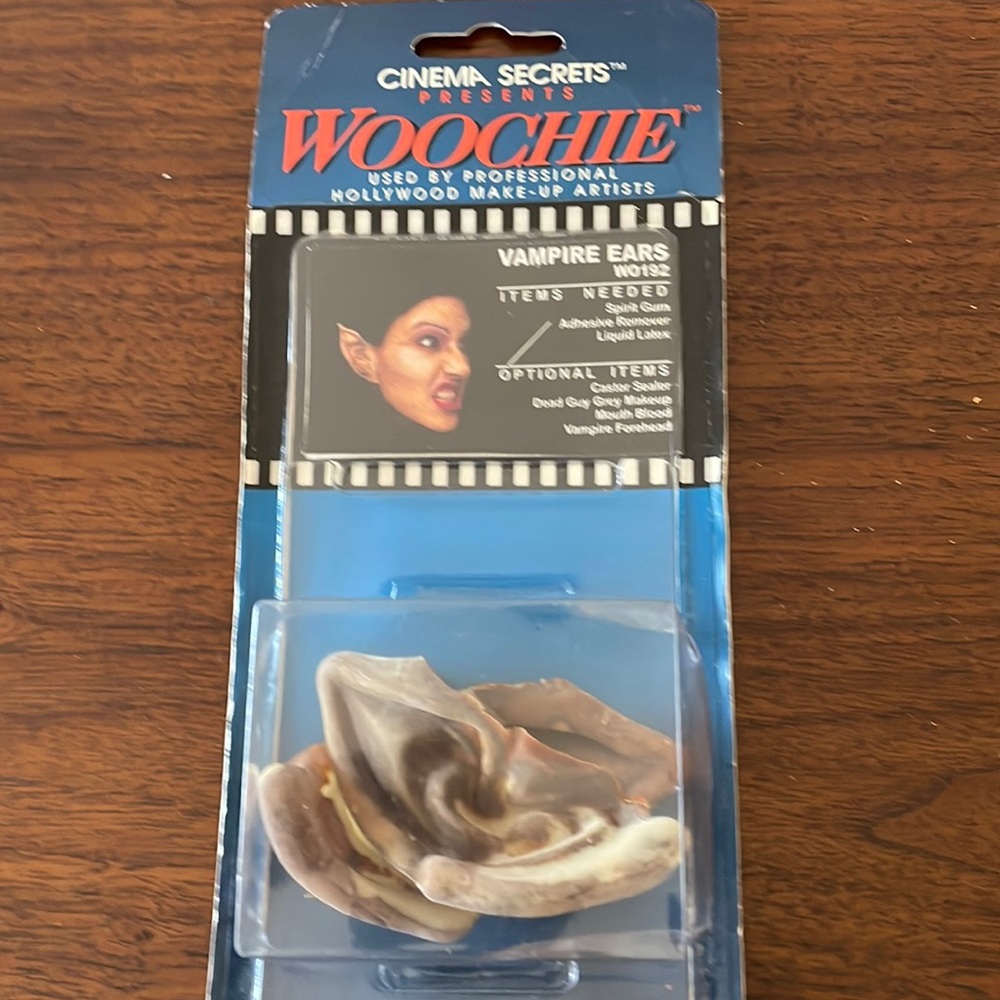 CINEMA SECRETS™
PRESENTS
WOOCHIE™
USED BY PROFESSIONAL
HOLLYWOOD MAKE-UP ARTISTS
VAMPIRE EARS
WO192
ITEMS NEEDED
Spirit Gum
Adhesive Remover
Liquid Latex
OPTIONAL ITEMS
Castor Sealer
Dead Guy Grey Makeup
Mouth Blood
Vampire Forehead